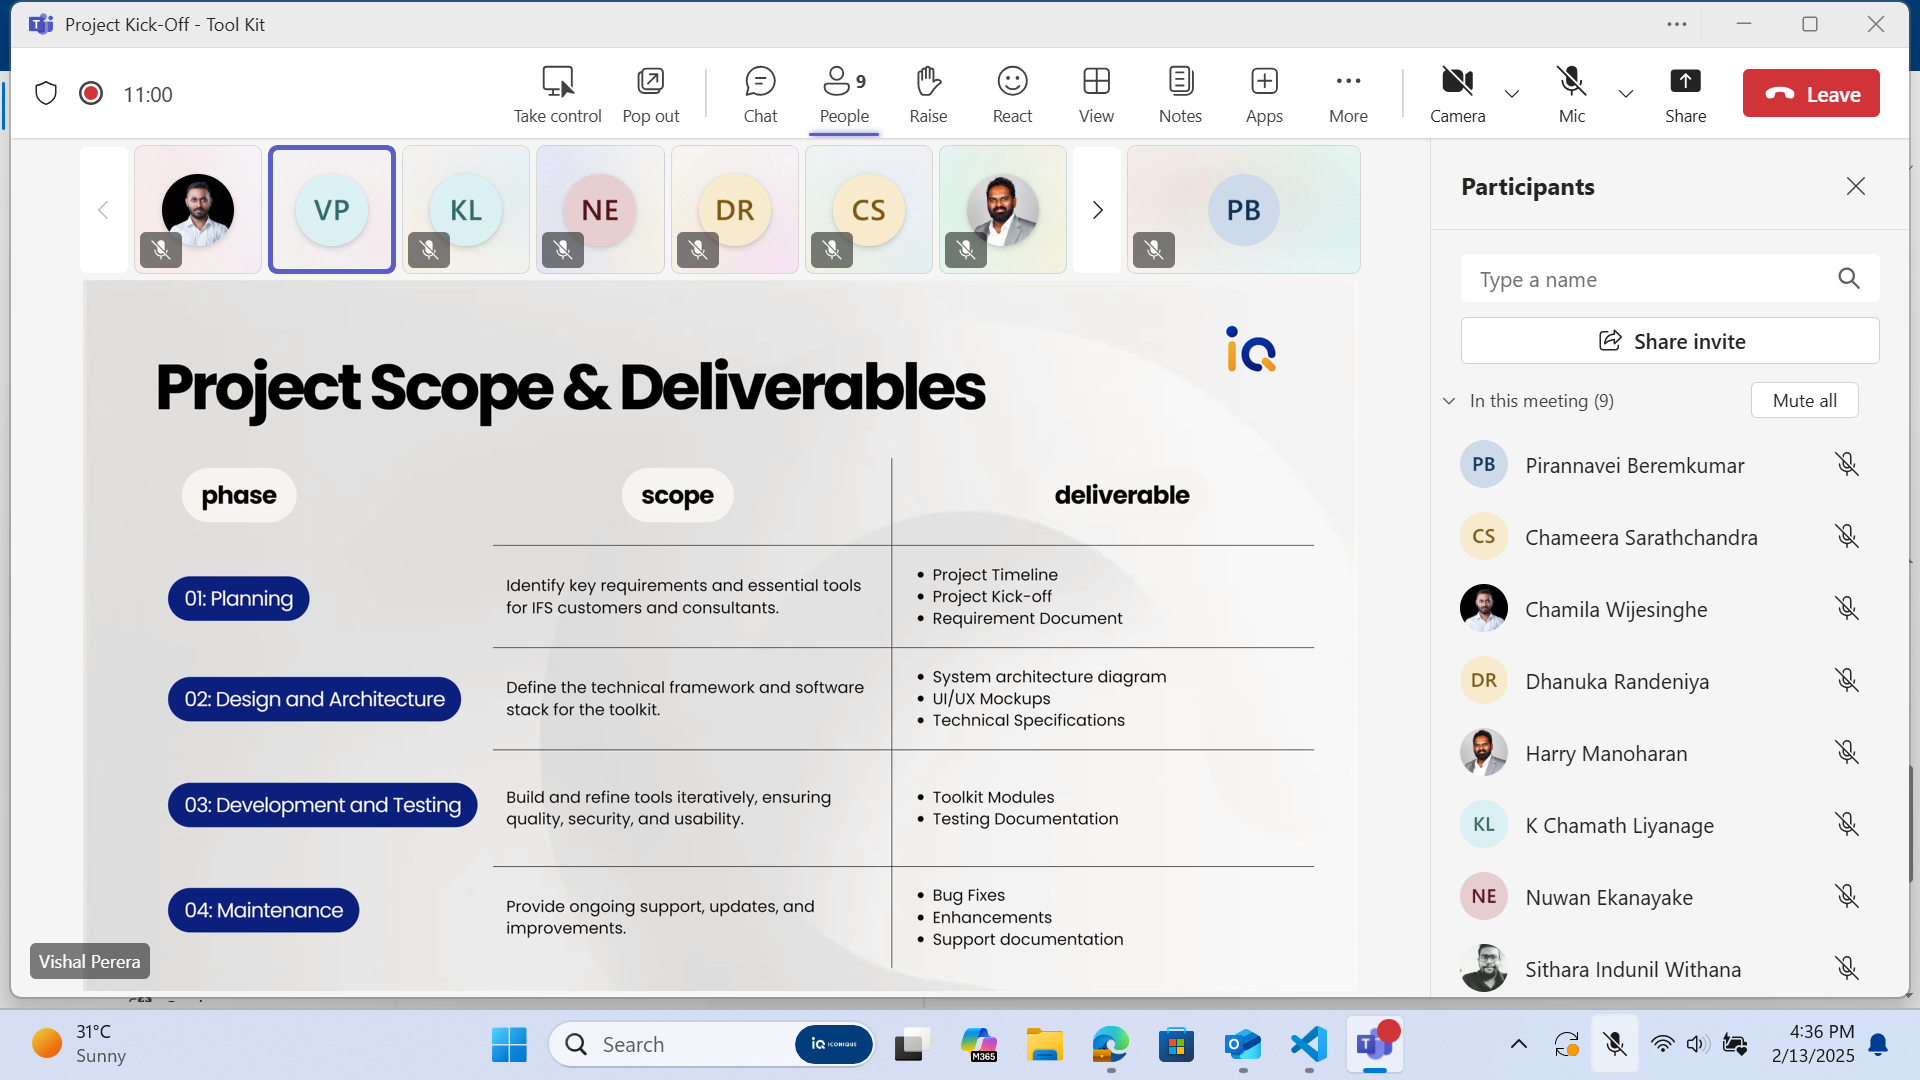 Project Kick-Off - Tool Kit
11:00
Take control
Pop out
Chat
People
9
Raise
React
View
Notes
Apps
More
Camera
Mic
Share
Leave
VP
KL
NE
DR
CS
PB
Project Scope & Deliverables
iQ
phase
scope
deliverable
01: Planning
Identify key requirements and essential tools
for IFS customers and consultants.
• Project Timeline
• Project Kick-off
• Requirement Document
02: Design and Architecture
Define the technical framework and software
stack for the toolkit.
• System architecture diagram
• UI/UX Mockups
• Technical Specifications
03: Development and Testing
Build and refine tools iteratively, ensuring
quality, security, and usability.
• Toolkit Modules
• Testing Documentation
04: Maintenance
Provide ongoing support, updates, and
improvements.
• Bug Fixes
• Enhancements
• Support documentation
Vishal Perera
Participants
Type a name
Share invite
In this meeting (9)
Mute all
PB
Pirannavei Beremkumar
CS
Chameera Sarathchandra
Chamila Wijesinghe
DR
Dhanuka Randeniya
Harry Manoharan
KL
K Chamath Liyanage
NE
Nuwan Ekanayake
Sithara Indunil Withana
31°C
Sunny
Search
iQ ICONIQUE
M365
4:36 PM
2/13/2025